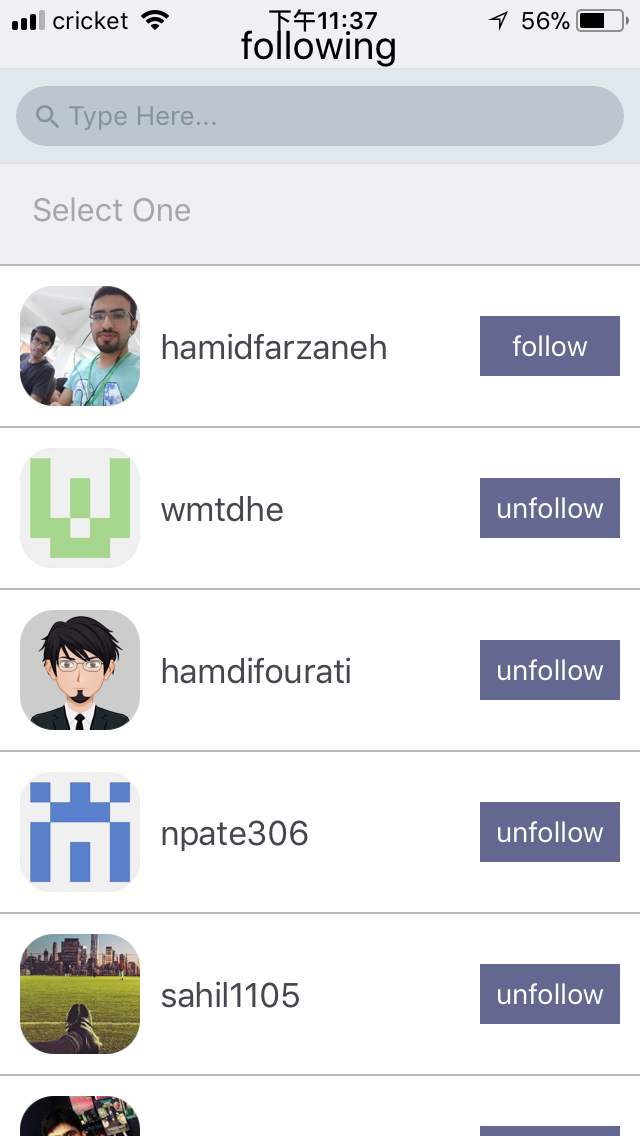 cricket 下午11:37 56%
following
Type Here...
Select One
hamidfarzaneh follow
wmtdhe unfollow
hamdifourati unfollow
npate306 unfollow
sahil1105 unfollow